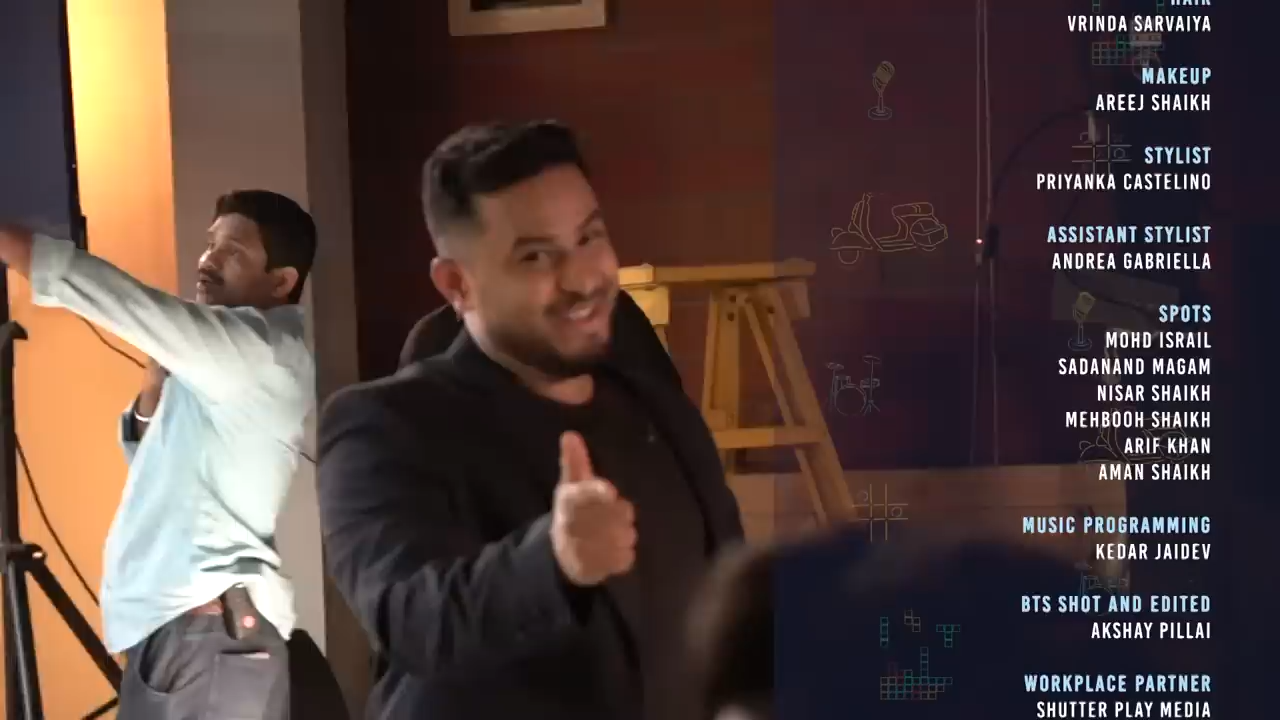 HAIR
VRINDA SARVAIYA
MAKEUP
AREEJ SHAIKH
STYLIST
PRIYANKA CASTELINO
ASSISTANT STYLIST
ANDREA GABRIELLA
SPOTS
MOHD ISRAIL
SADANAND MAGAM
NISAR SHAIKH
MEHBOOH SHAIKH
ARIF KHAN
AMAN SHAIKH
MUSIC PROGRAMMING
KEDAR JAIDEV
BTS SHOT AND EDITED
AKSHAY PILLAI
WORKPLACE PARTNER
SHUTTER PLAY MEDIA